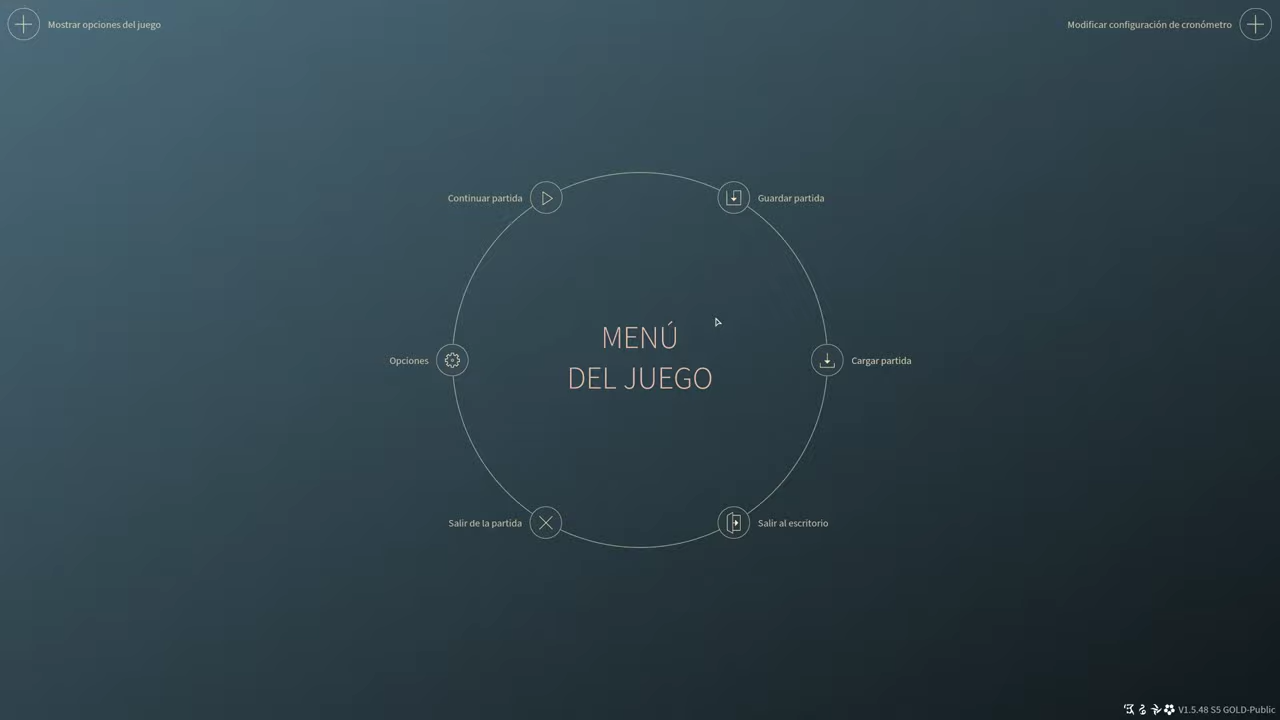 Mostrar opciones del juego
Modificar configuración de cronómetro
Continuar partida
Guardar partida
MENÚ
DEL JUEGO
Opciones
Cargar partida
Salir de la partida
Salir al escritorio
V1.5.48 S5 GOLD-Public